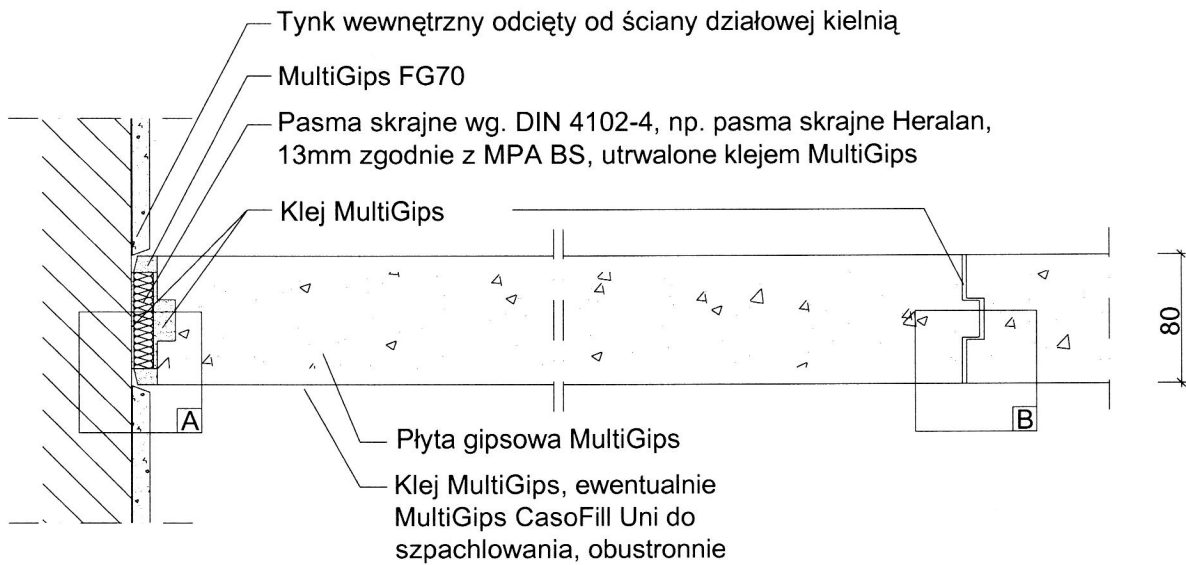 Tynk wewnętrzny odcięty od ściany działowej kielnią
MultiGips FG70
Pasma skrajne wg. DIN 4102-4, np. pasma skrajne Heralan,
13mm zgodnie z MPA BS, utrwalone klejem MultiGips
Klej MultiGips
80
A
B
Płyta gipsowa MultiGips
Klej MultiGips, ewentualnie
MultiGips CasoFill Uni do
szpachlowania, obustronnie